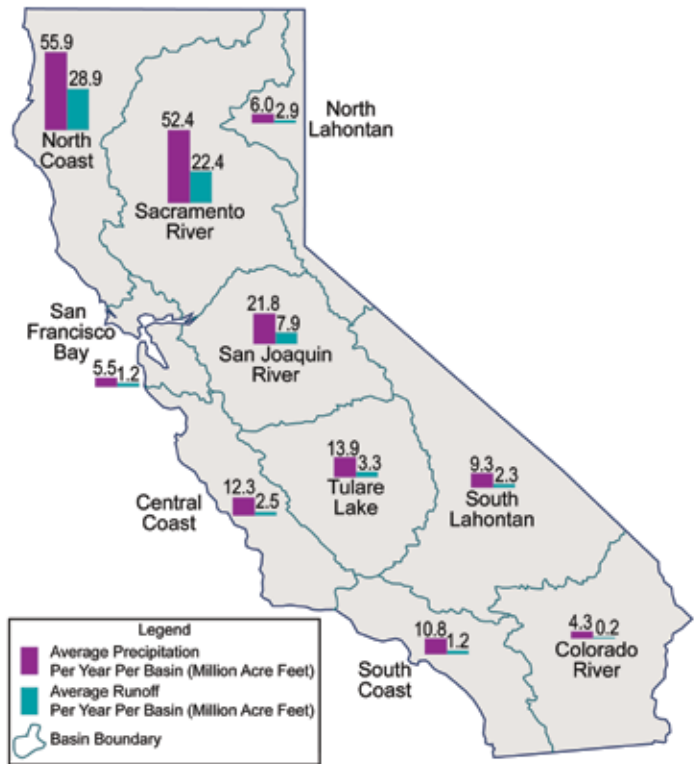 55.9
28.9
North
Coast
52.4
22.4
Sacramento
River
6.0
2.9
North
Lahontan
San
Francisco
Bay
5.5
1.2
21.8
7.9
San Joaquin
River
13.9
3.3
Tulare
Lake
9.3
2.3
South
Lahontan
Central
Coast
12.3
2.5
10.8
1.2
South
Coast
4.3
0.2
Colorado
River
Legend
Average Precipitation
Per Year Per Basin (Million Acre Feet)
Average Runoff
Per Year Per Basin (Million Acre Feet)
Basin Boundary